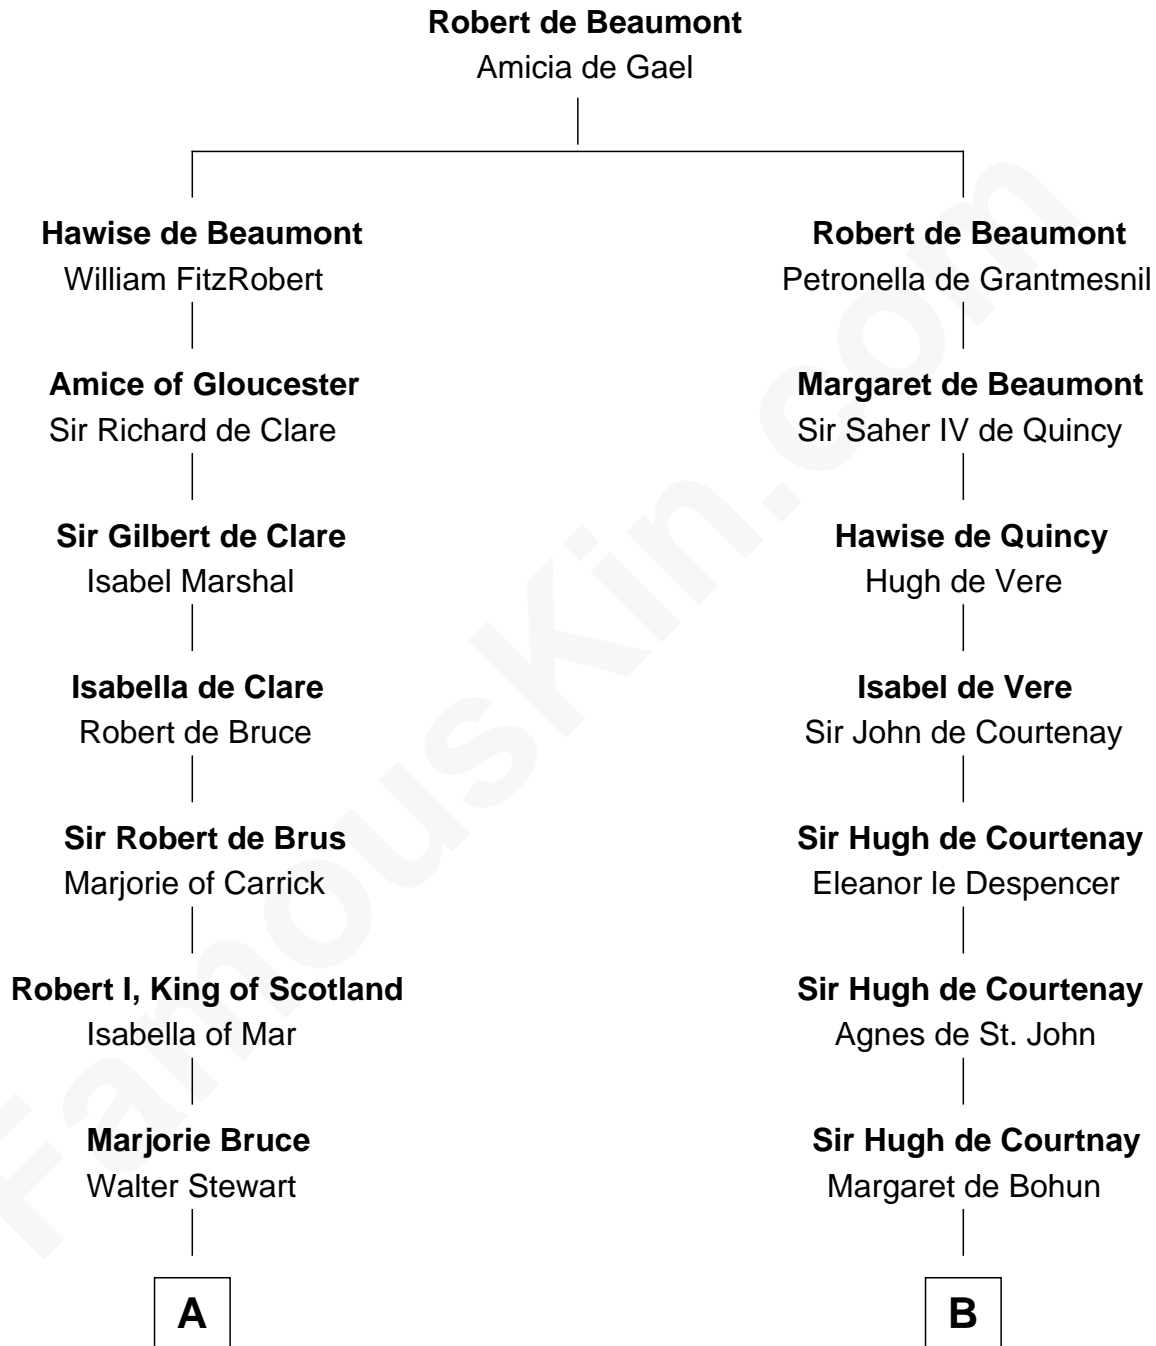 Robert de Beaumont
Amicia de Gael
Hawise de Beaumont
William FitzRobert
Robert de Beaumont
Petronella de Grantmesnil
Amice of Gloucester
Sir Richard de Clare
Margaret de Beaumont
Sir Saher IV de Quincy
Sir Gilbert de Clare
Isabel Marshal
Hawise de Quincy
Hugh de Vere
Isabella de Clare
Robert de Bruce
Isabel de Vere
Sir John de Courtenay
Sir Robert de Brus
Marjorie of Carrick
Sir Hugh de Courtenay
Eleanor le Despencer
Robert I, King of Scotland
Isabella of Mar
Sir Hugh de Courtenay
Agnes de St. John
Marjorie Bruce
Walter Stewart
Sir Hugh de Courtnay
Margaret de Bohun
A
B
FamousKin.com